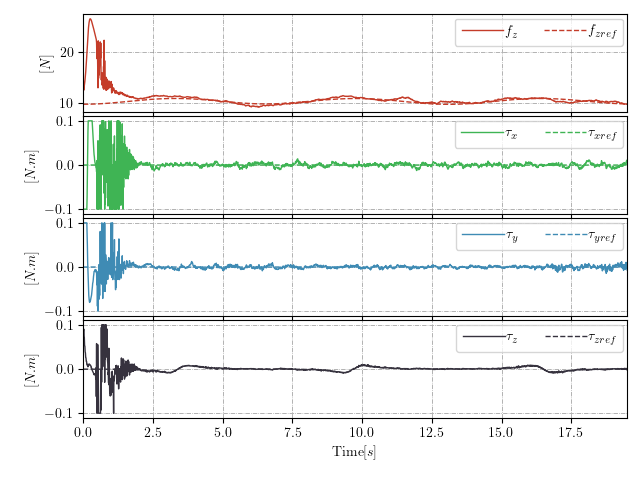 f_z f_zref
20
10
[N]
τ_x τ_xref
0.1
0.0
−0.1
[N.m]
τ_y τ_yref
0.1
0.0
−0.1
[N.m]
τ_z τ_zref
0.1
0.0
−0.1
[N.m]
0.0 2.5 5.0 7.5 10.0 12.5 15.0 17.5
Time[s]